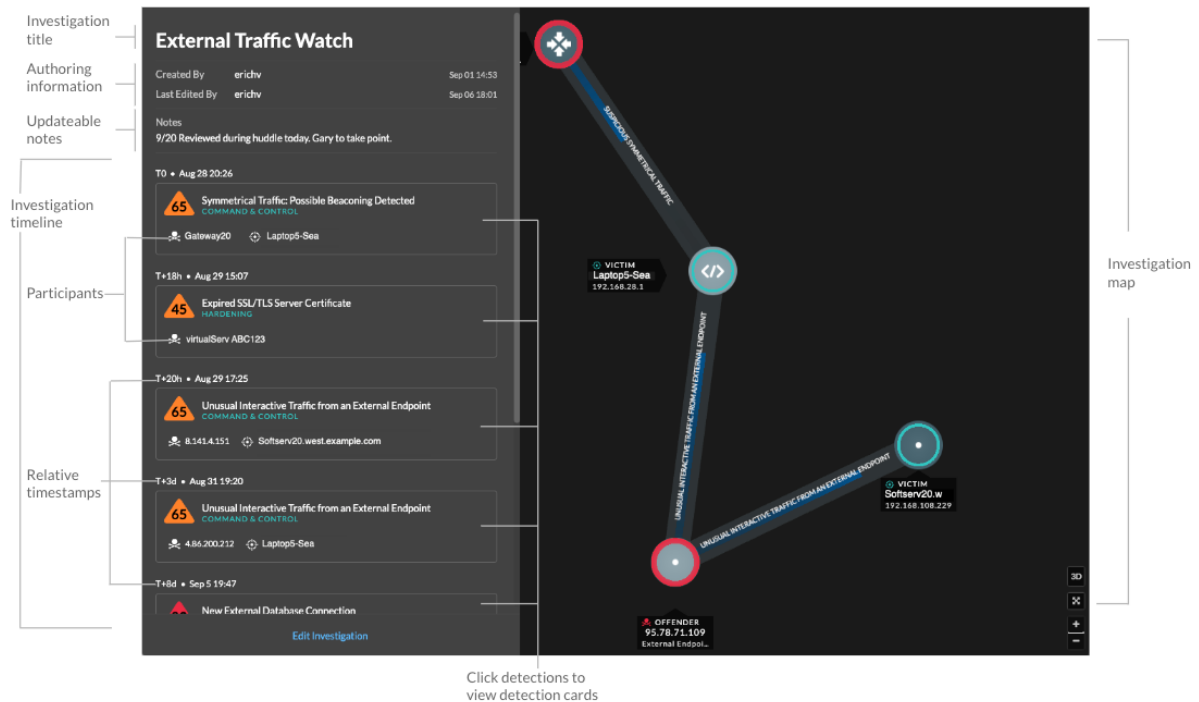 Investigation
title
Authoring
information
Updateable
notes
Investigation
timeline
Participants
Relative
timestamps
External Traffic Watch
Created By erichv Sep 01 14:53
Last Edited By erichv Sep 06 18:01
Notes
9/20 Reviewed during huddle today. Gary to take point.
T0 • Aug 28 20:26
65 Symmetrical Traffic: Possible Beaconing Detected
COMMAND & CONTROL
Gateway20 Laptop5-Sea
T+18h • Aug 29 15:07
45 Expired SSL/TLS Server Certificate
HARDENING
virtualServ ABC123
T+20h • Aug 29 17:25
65 Unusual Interactive Traffic from an External Endpoint
COMMAND & CONTROL
8.141.4.151 Softserv20.west.example.com
T+3d • Aug 31 19:20
65 Unusual Interactive Traffic from an External Endpoint
COMMAND & CONTROL
4.86.200.212 Laptop5-Sea
T+8d • Sep 5 19:47
New External Database Connection
Edit Investigation
SUSPICIOUS SYMMETRICAL TRAFFIC
</>
VICTIM
Laptop5-Sea
192.168.28.1
UNUSUAL INTERACTIVE TRAFFIC FROM AN EXTERNAL ENDPOINT
UNUSUAL INTERACTIVE TRAFFIC FROM AN EXTERNAL ENDPOINT
VICTIM
Softserv20.w
192.168.108.229
OFFENDER
95.78.71.109
External Endpoi...
3D
+
−
Investigation
map
Click detections to
view detection cards